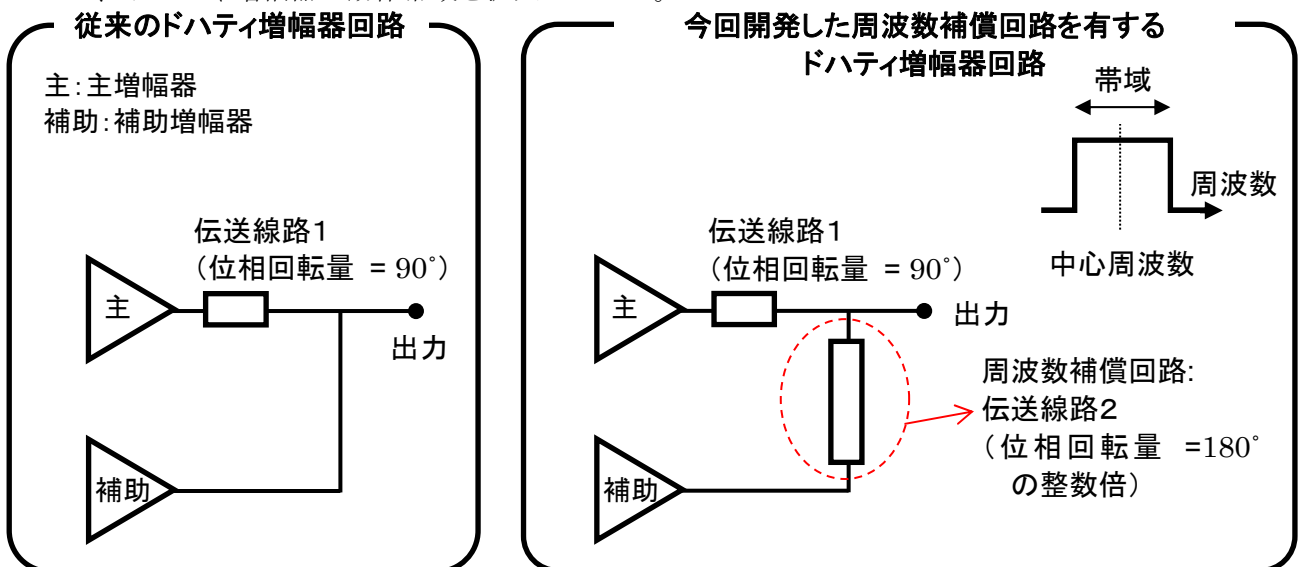 従来のドハティ増幅器回路
主:主増幅器
補助:補助増幅器
伝送線路1
(位相回転量 = 90°)
主
出力
補助
今回開発した周波数補償回路を有する
ドハティ増幅器回路
帯域
周波数
中心周波数
伝送線路1
(位相回転量 = 90°)
主
出力
周波数補償回路:
伝送線路2
(位相回転量 =180°
の整数倍)
補助